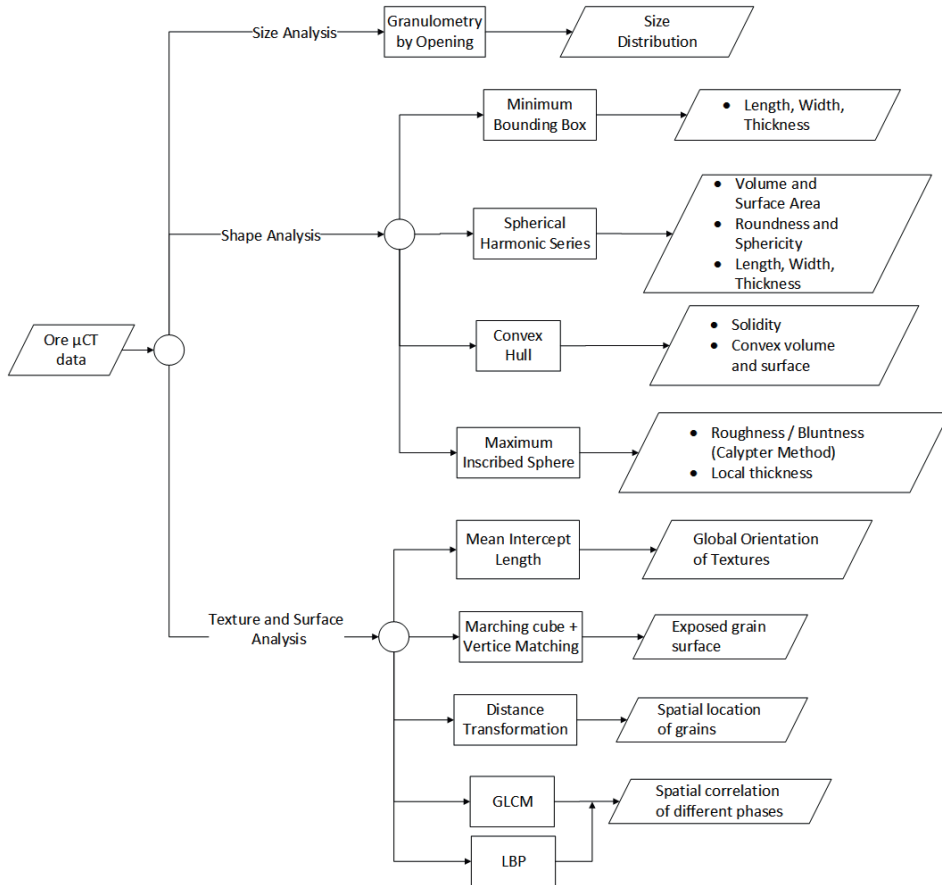 Size Analysis
Granulometry
by Opening
Size
Distribution
Minimum
Bounding Box
● Length, Width,
Thickness
Shape Analysis
Spherical
Harmonic Series
● Volume and
Surface Area
● Roundness and
Sphericity
● Length, Width,
Thickness
Ore µCT
data
Convex
Hull
● Solidity
● Convex volume
and surface
Maximum
Inscribed Sphere
● Roughness / Bluntness
(Calypter Method)
● Local thickness
Mean Intercept
Length
Global Orientation
of Textures
Texture and Surface
Analysis
Marching cube +
Vertice Matching
Exposed grain
surface
Distance
Transformation
Spatial location
of grains
GLCM
Spatial correlation
of different phases
LBP